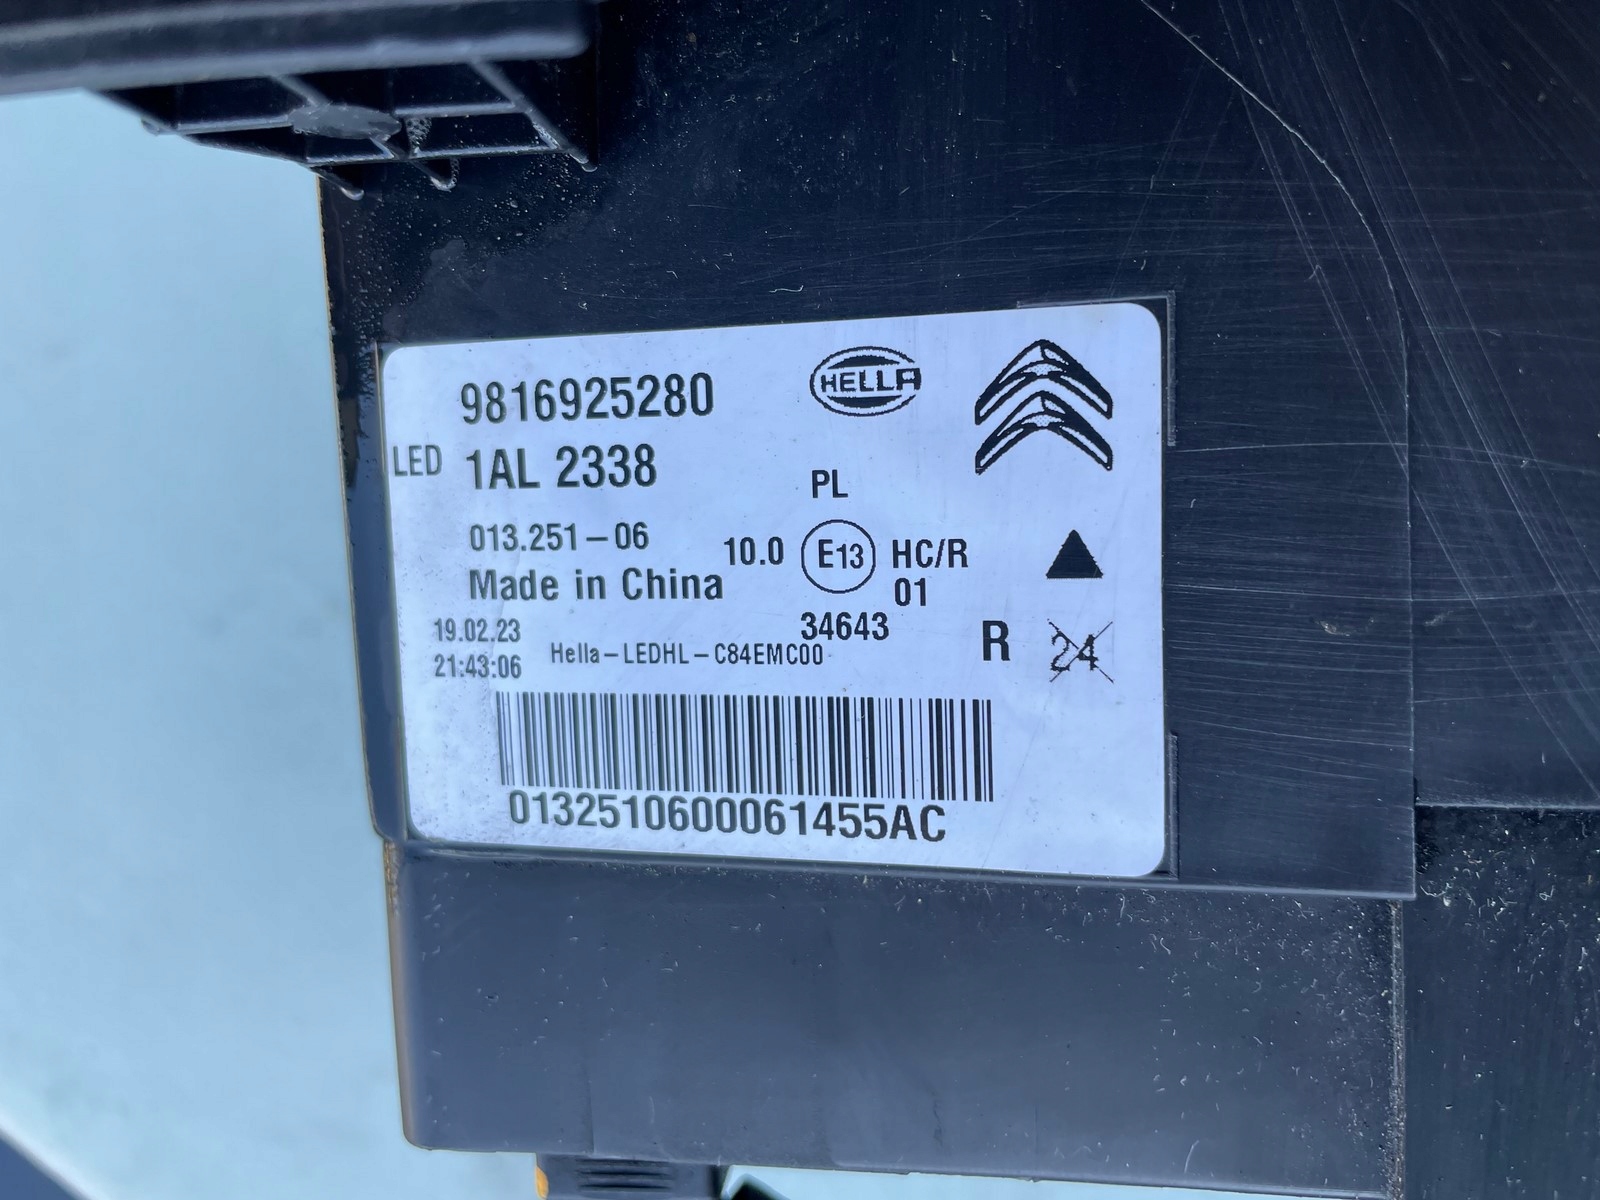 9816925280
HELLA
LED 1AL 2338
PL
013.251-06
10.0 E13 HC/R
Made in China
01
34643
19.02.23
21:43:06
Hella-LEDHL-C84EMC00
R 24
0132510600061455AC